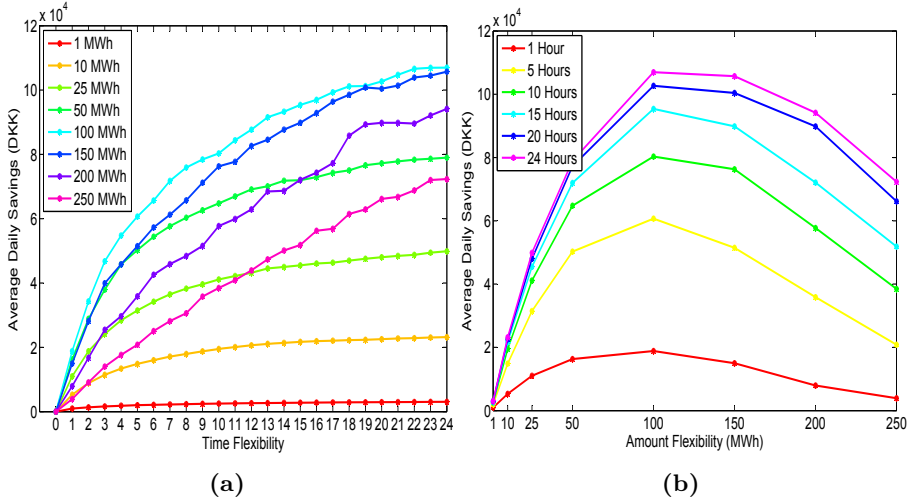 x 10⁴
12
10
8
6
4
2
0
Average Daily Savings (DKK)
1 MWh
10 MWh
25 MWh
50 MWh
100 MWh
150 MWh
200 MWh
250 MWh
0 1 2 3 4 5 6 7 8 9 10 11 12 13 14 15 16 17 18 19 20 21 22 23 24
Time Flexibility
(a)
x 10⁴
12
10
8
6
4
2
0
Average Daily Savings (DKK)
1 Hour
5 Hours
10 Hours
15 Hours
20 Hours
24 Hours
1 10 25 50 100 150 200 250
Amount Flexibility (MWh)
(b)